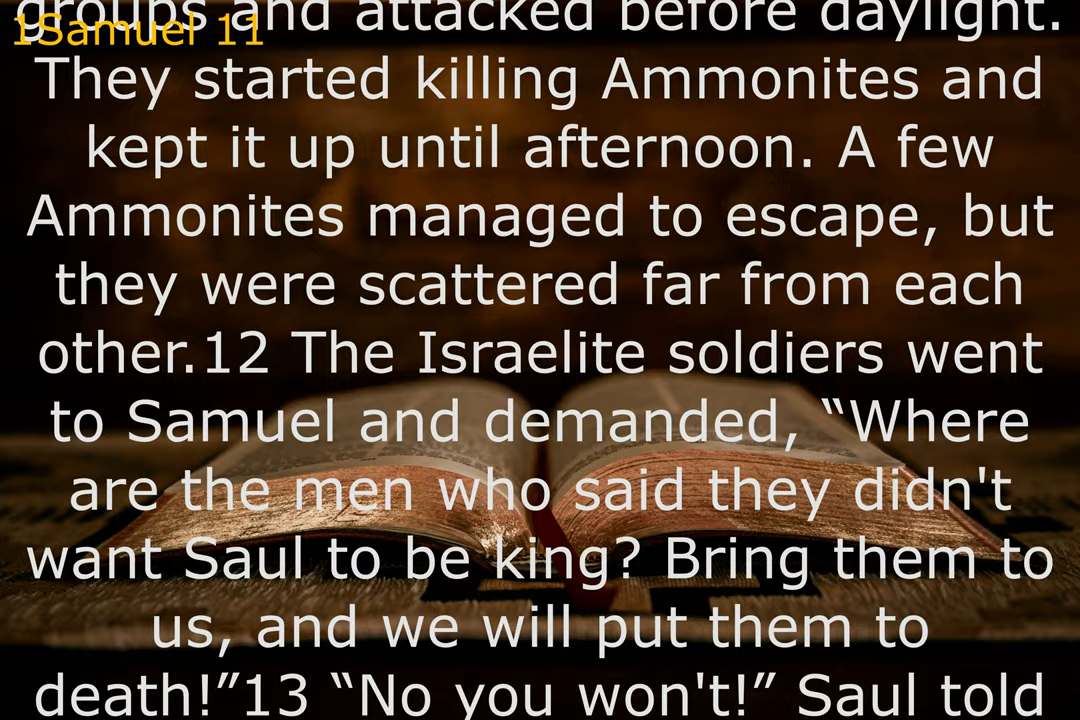 groups and attacked before daylight.
1Samuel 11
They started killing Ammonites and
kept it up until afternoon. A few
Ammonites managed to escape, but
they were scattered far from each
other.12 The Israelite soldiers went
to Samuel and demanded, “Where
are the men who said they didn't
want Saul to be king? Bring them to
us, and we will put them to
death!”13 “No you won't!” Saul told